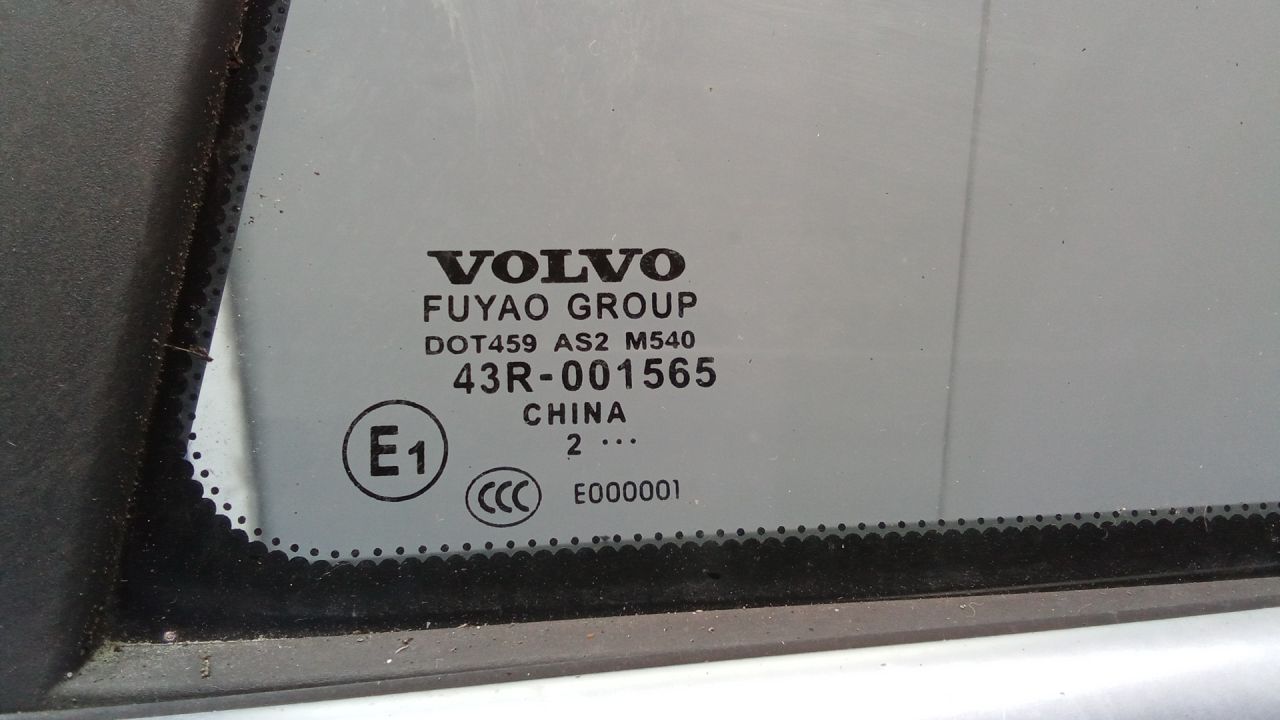 VOLVO
FUYAO GROUP
DOT459 AS2 M540
43R-001565
CHINA
2 ...
E1
CCC E000001